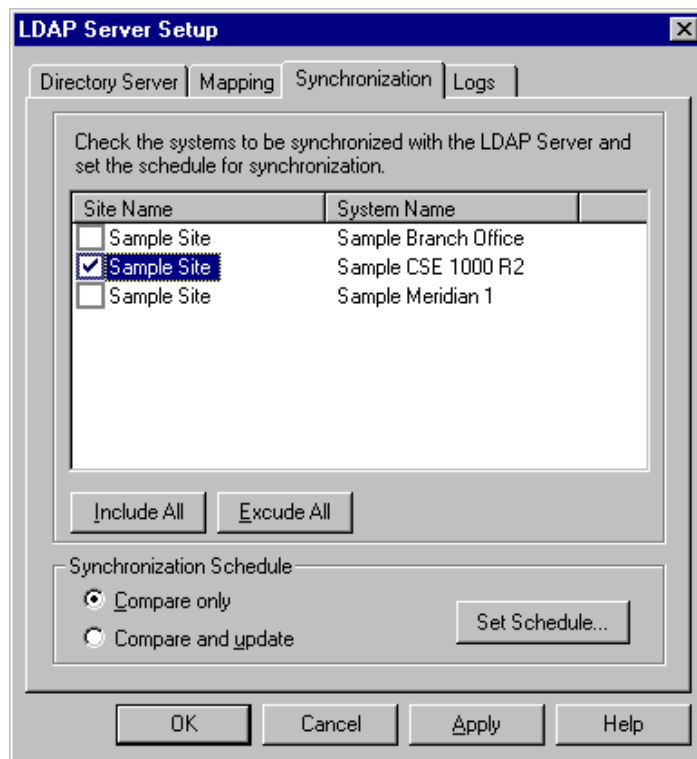 LDAP Server Setup
Directory Server Mapping Synchronization Logs
Check the systems to be synchronized with the LDAP Server and
set the schedule for synchronization.
Site Name System Name
Sample Site Sample Branch Office
Sample Site Sample CSE 1000 R2
Sample Site Sample Meridian 1
Include All Excude All
Synchronization Schedule
Compare only
Set Schedule...
Compare and update
OK Cancel Apply Help